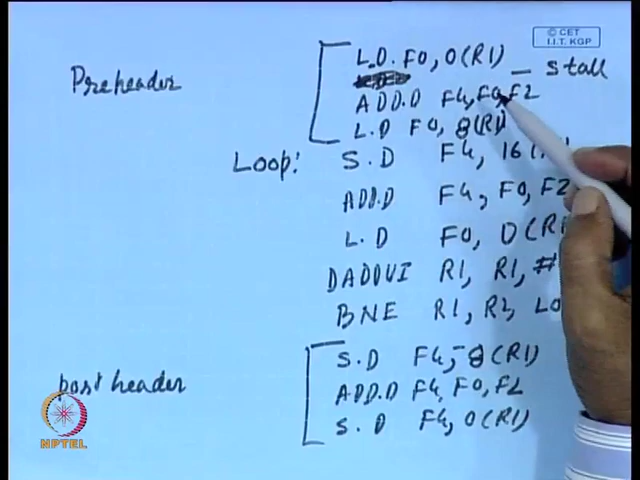 © CET
I.I.T. KGP
Preheader
L.D. F0, 0(R1)
stall
ADD.D F4, F0, F2
L.D F0, 8(R1)
Loop: S.D F4, 16(
ADD.D F4, F0, F2
L.D F0, 0(R
DADDUI R1, R1, #
BNE R1, R2, Lo
post header
S.D F4, -8(R1)
ADD.D F4, F0, F2
S.D F4, 0(R1)
NPTEL